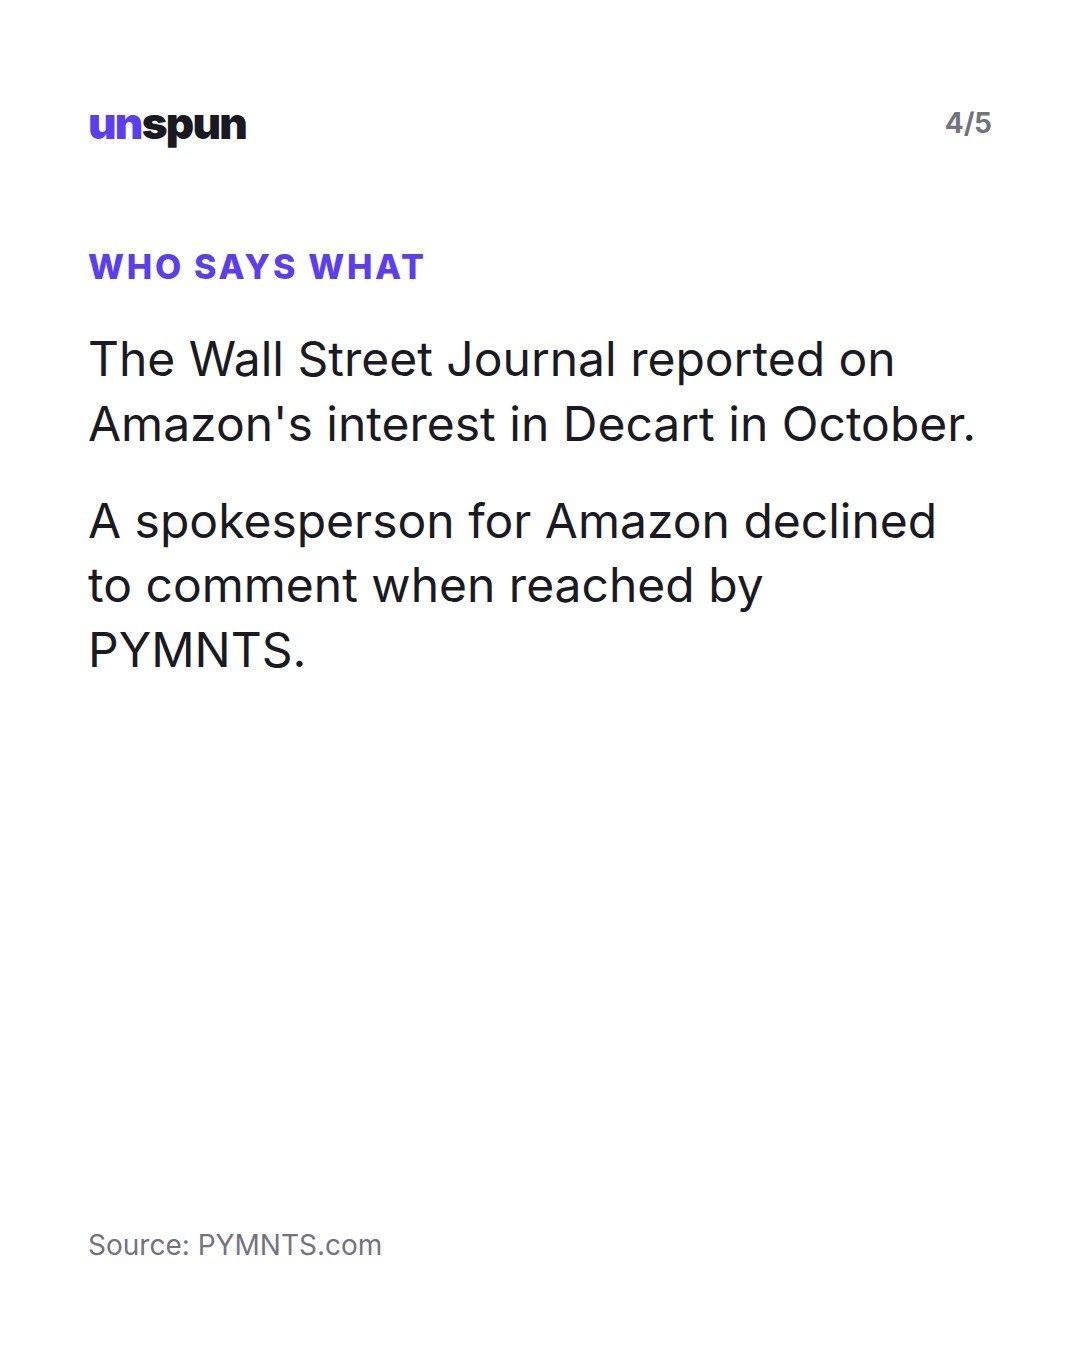 unspun
4/5
WHO SAYS WHAT
The Wall Street Journal reported on
Amazon's interest in Decart in October.
A spokesperson for Amazon declined
to comment when reached by
PYMNTS.
Source: PYMNTS.com